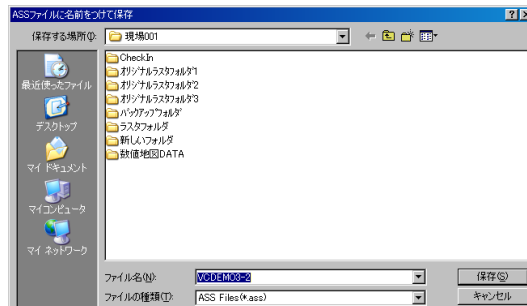 ASSファイルに名前をつけて保存
保存する場所(I):
現場001
最近使ったファイル
デスクトップ
マイ ドキュメント
マイコンピュータ
マイ ネットワーク
CheckIn
オリジナルラスタフォルダ1
オリジナルラスタフォルダ2
オリジナルラスタフォルダ3
バックアップフォルダ
ラスタフォルダ
新しいフォルダ
数値地図DATA
ファイル名(N):
VCDEMO3-2
保存(S)
ファイルの種類(T):
ASS Files(*.ass)
キャンセル